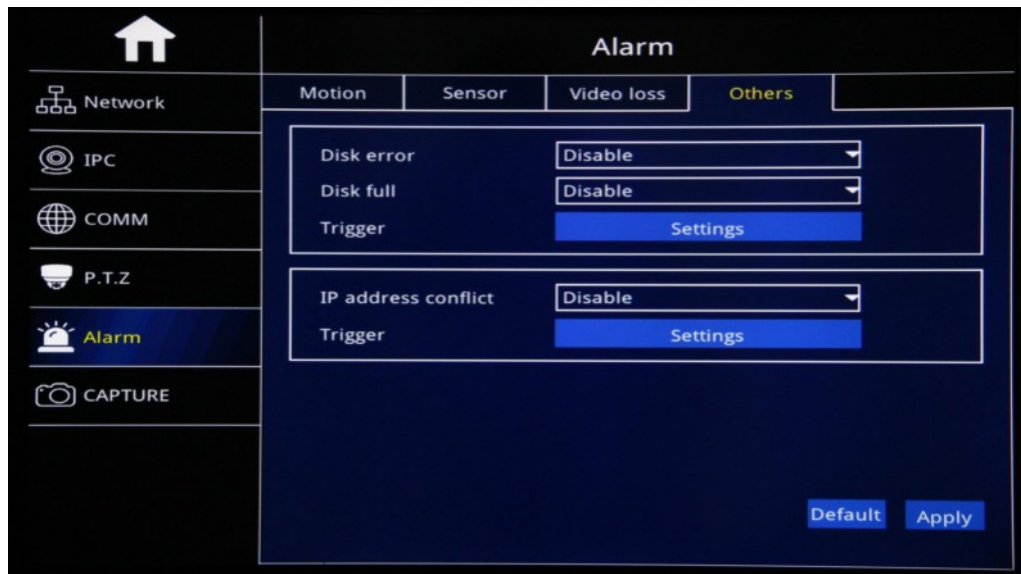 Alarm
Network
IPC
COMM
P.T.Z
Alarm
CAPTURE
Motion Sensor Video loss Others
Disk error Disable
Disk full Disable
Trigger Settings
IP address conflict Disable
Trigger Settings
Default Apply